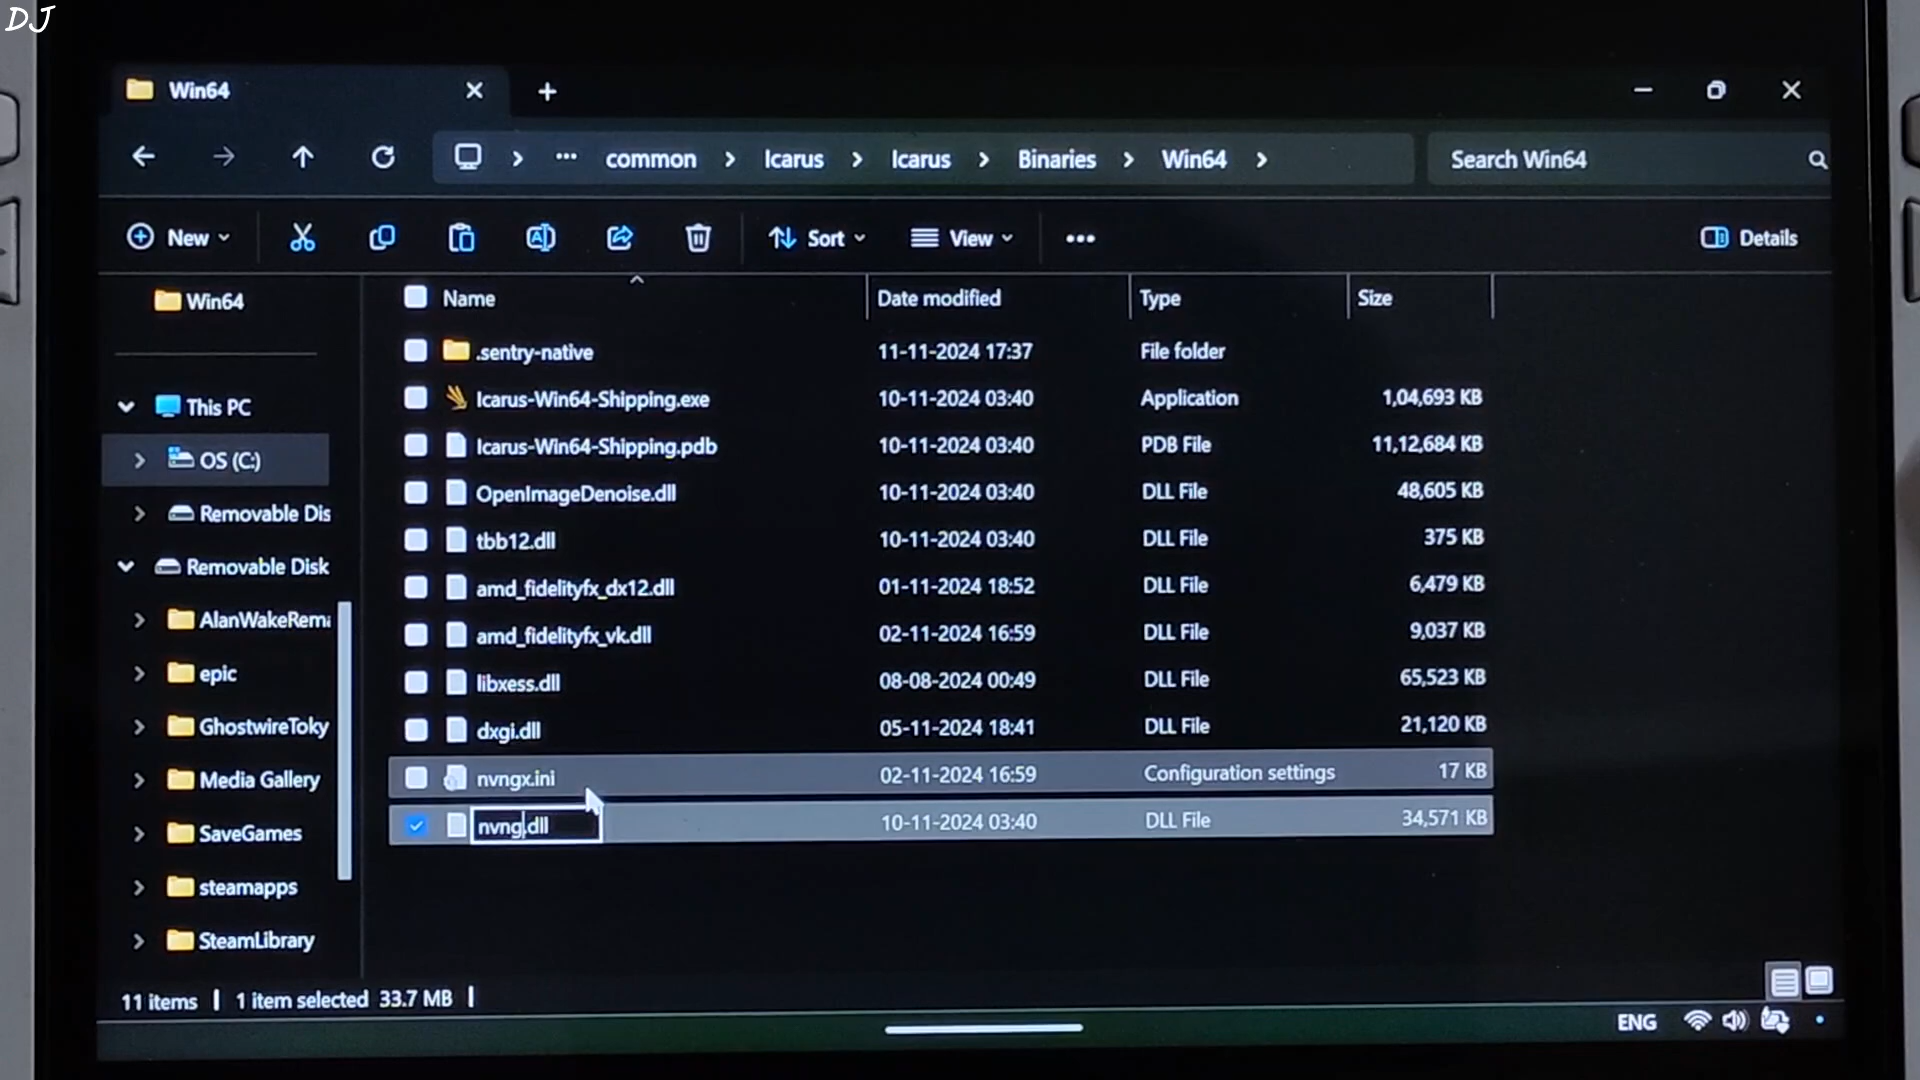 DJ
Win64
common Icarus Icarus Binaries Win64
Search Win64
New
Sort
View
Details
Win64
This PC
OS (C:)
Removable Dis
Removable Disk
AlanWakeRema
epic
GhostwireToky
Media Gallery
SaveGames
steamapps
SteamLibrary
Name Date modified Type Size
.sentry-native 11-11-2024 17:37 File folder
Icarus-Win64-Shipping.exe 10-11-2024 03:40 Application 1,04,693 KB
Icarus-Win64-Shipping.pdb 10-11-2024 03:40 PDB File 11,12,684 KB
OpenImageDenoise.dll 10-11-2024 03:40 DLL File 48,605 KB
tbb12.dll 10-11-2024 03:40 DLL File 375 KB
amd_fidelityfx_dx12.dll 01-11-2024 18:52 DLL File 6,479 KB
amd_fidelityfx_vk.dll 02-11-2024 16:59 DLL File 9,037 KB
libxess.dll 08-08-2024 00:49 DLL File 65,523 KB
dxgi.dll 05-11-2024 18:41 DLL File 21,120 KB
nvngx.ini 02-11-2024 16:59 Configuration settings 17 KB
nvng.dll 10-11-2024 03:40 DLL File 34,571 KB
11 items 1 item selected 33.7 MB
ENG